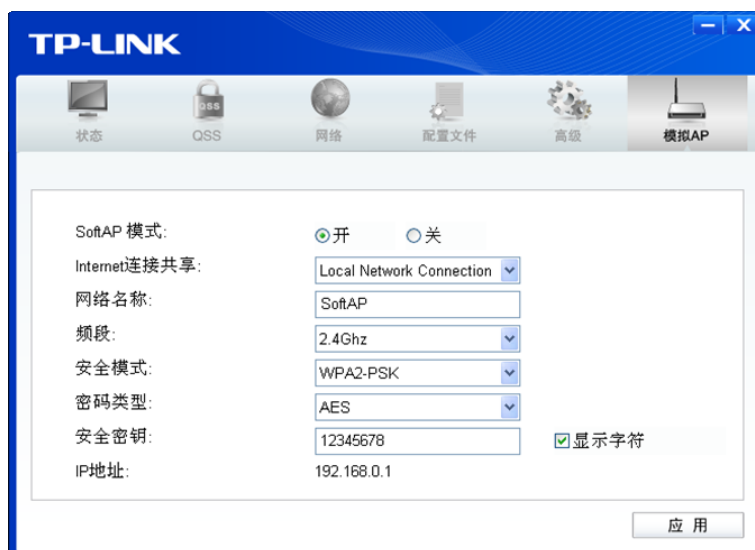 TP-LINK
QSS
状态
QSS
网络
配置文件
高级
模拟AP
SoftAP 模式:
开
关
Internet连接共享:
Local Network Connection
网络名称:
SoftAP
频段:
2.4Ghz
安全模式:
WPA2-PSK
密码类型:
AES
安全密钥:
12345678
显示字符
IP地址:
192.168.0.1
应 用